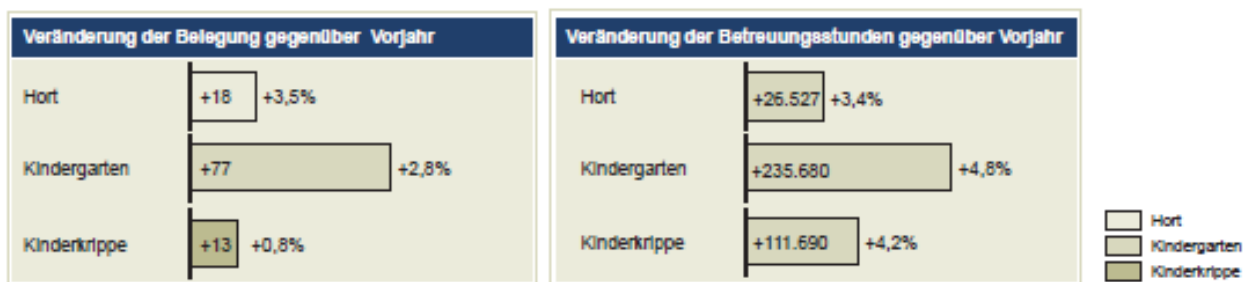 Veränderung der Belegung gegenüber Vorjahr
Hort
+18
+3,5%
Kindergarten
+77
+2,8%
Kinderkrippe
+13
+0,8%
Veränderung der Betreuungsstunden gegenüber Vorjahr
Hort
+26.527
+3,4%
Kindergarten
+235.680
+4,8%
Kinderkrippe
+111.690
+4,2%
Hort
Kindergarten
Kinderkrippe